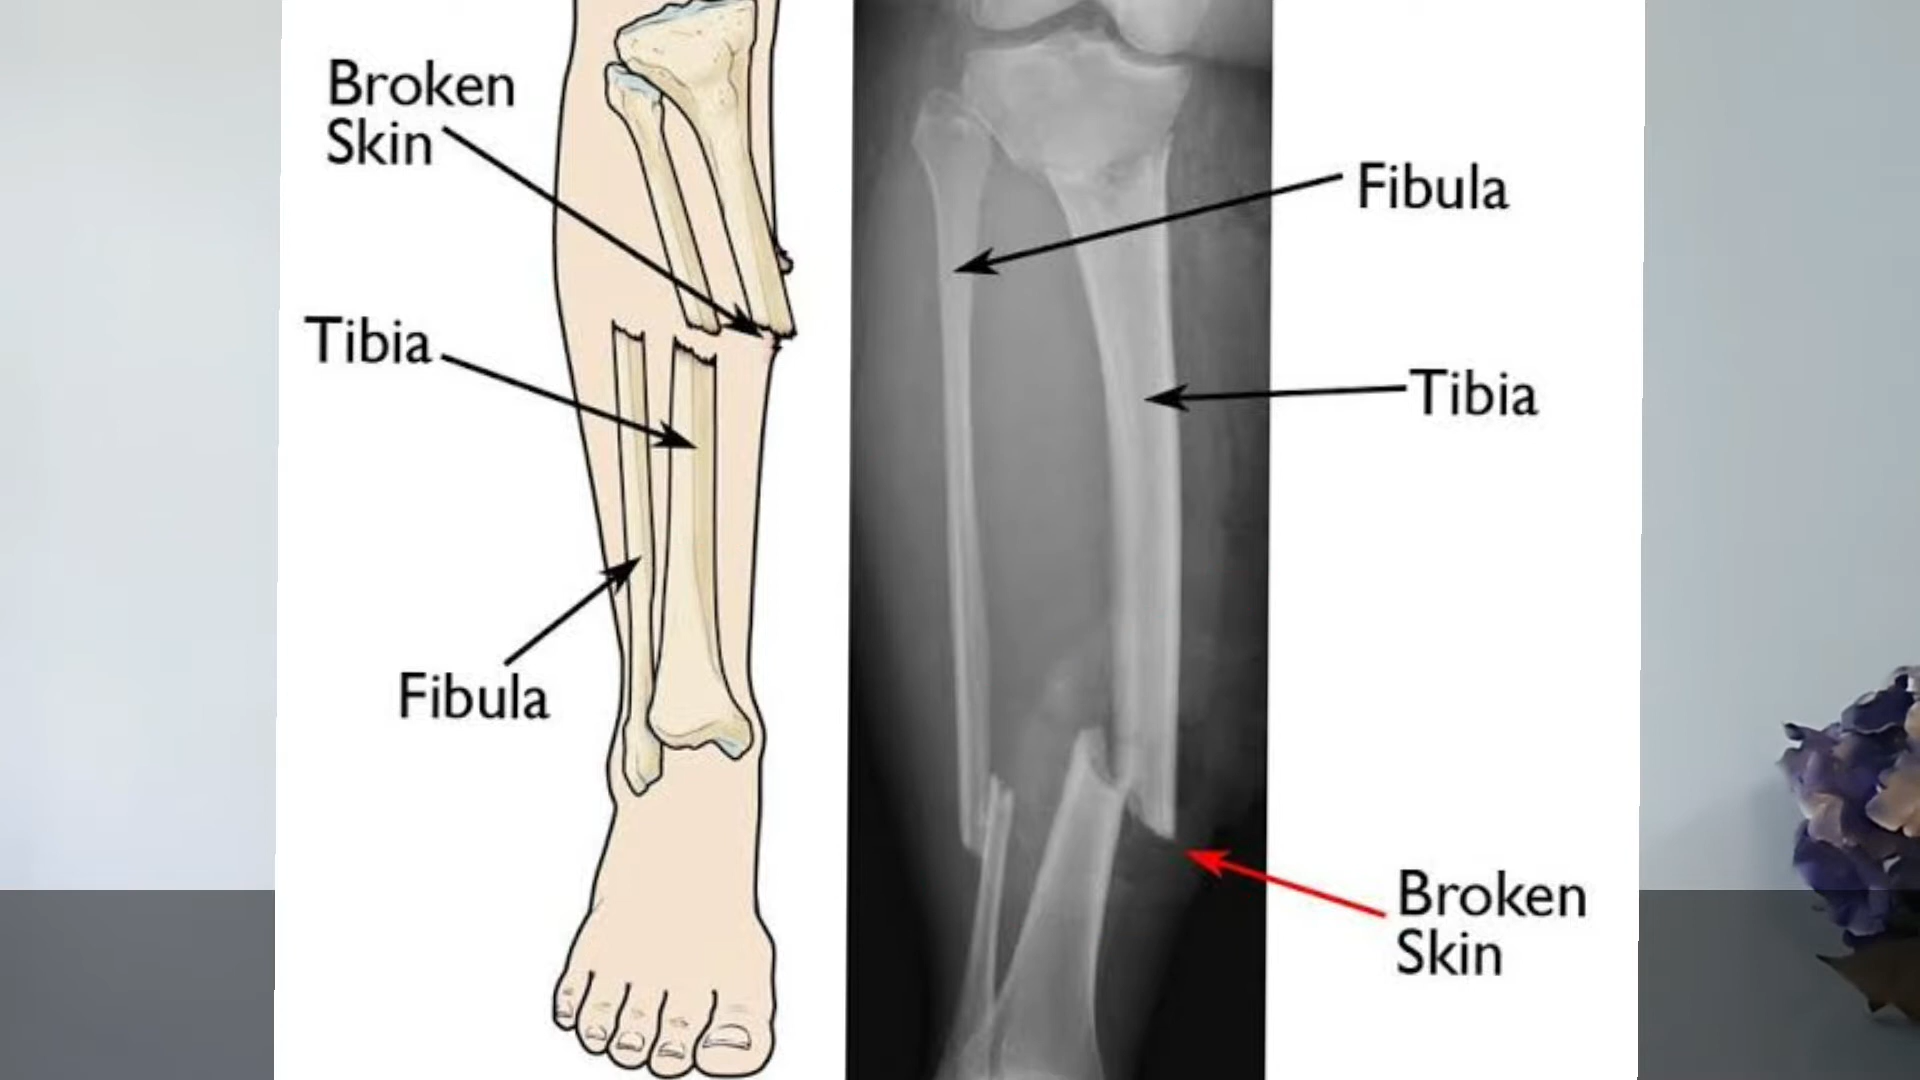 Broken
Skin
Tibia
Fibula
Fibula
Tibia
Broken
Skin